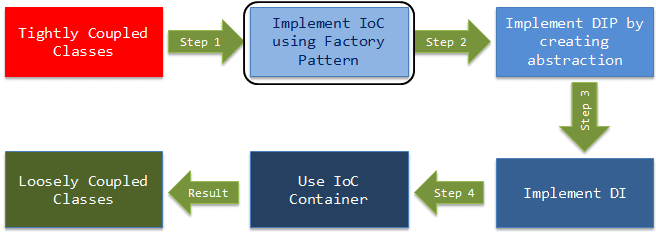 Tightly Coupled
Classes
Step 1
Implement IoC
using Factory
Pattern
Step 2
Implement DIP by
creating
abstraction
Step 3
Implement DI
Step 4
Use IoC
Container
Result
Loosely Coupled
Classes